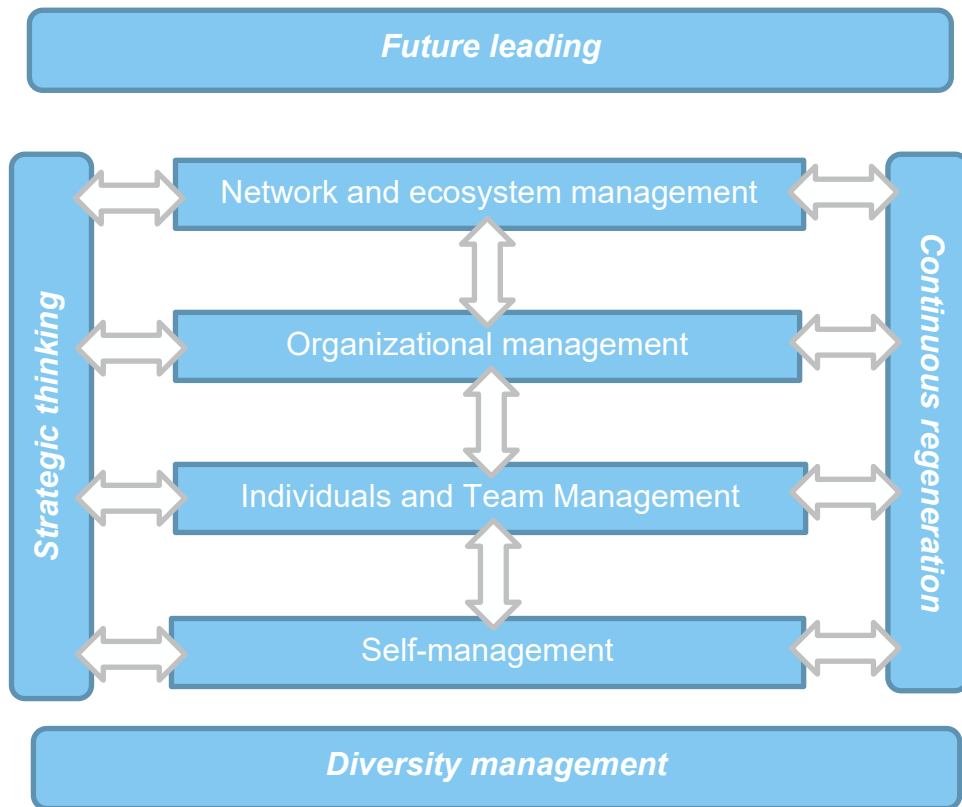 Future leading
Strategic thinking
Network and ecosystem management
Organizational management
Individuals and Team Management
Self-management
Continuous regeneration
Diversity management